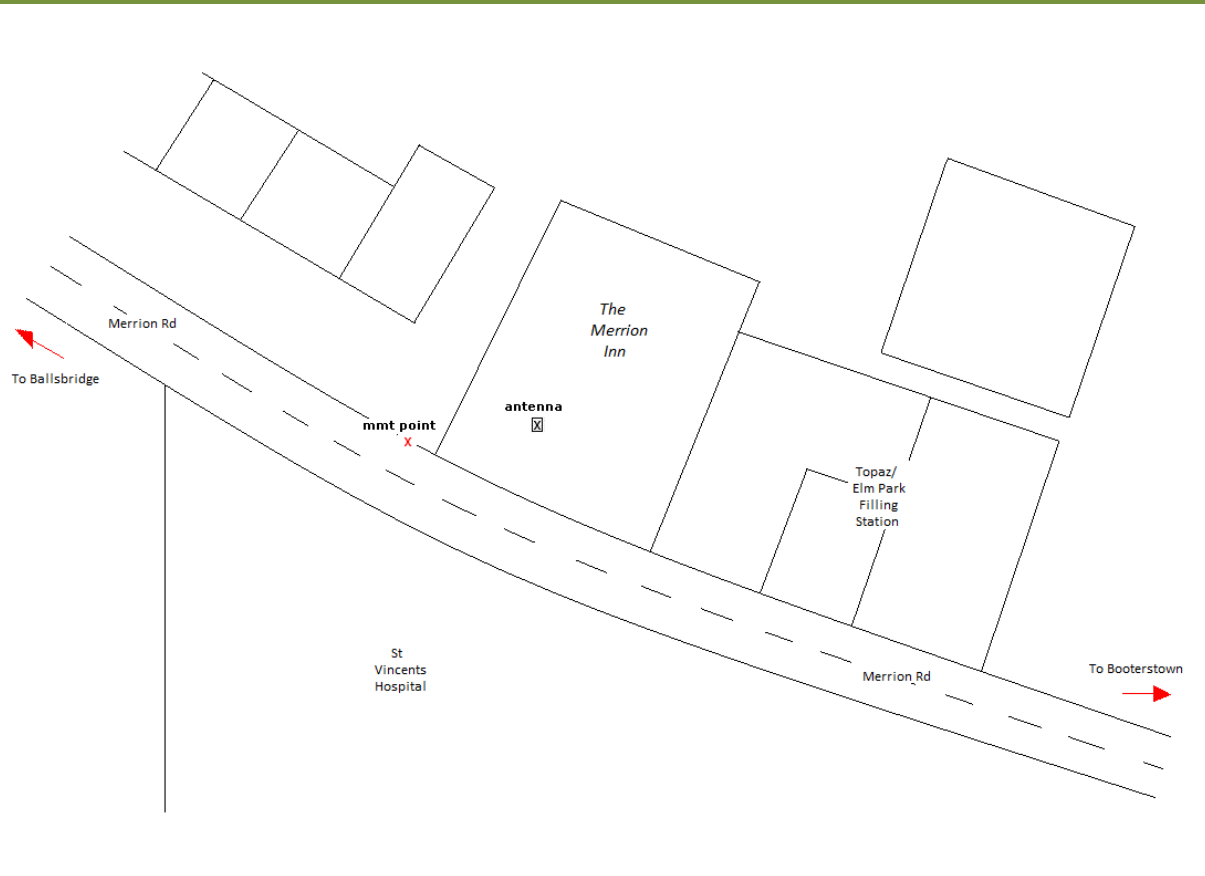 The
Merrion
Inn
Merrion Rd
To Ballsbridge
antenna
X
mmt point
X
Topaz/
Elm Park
Filling
Station
St
Vincents
Hospital
Merrion Rd
To Booterstown